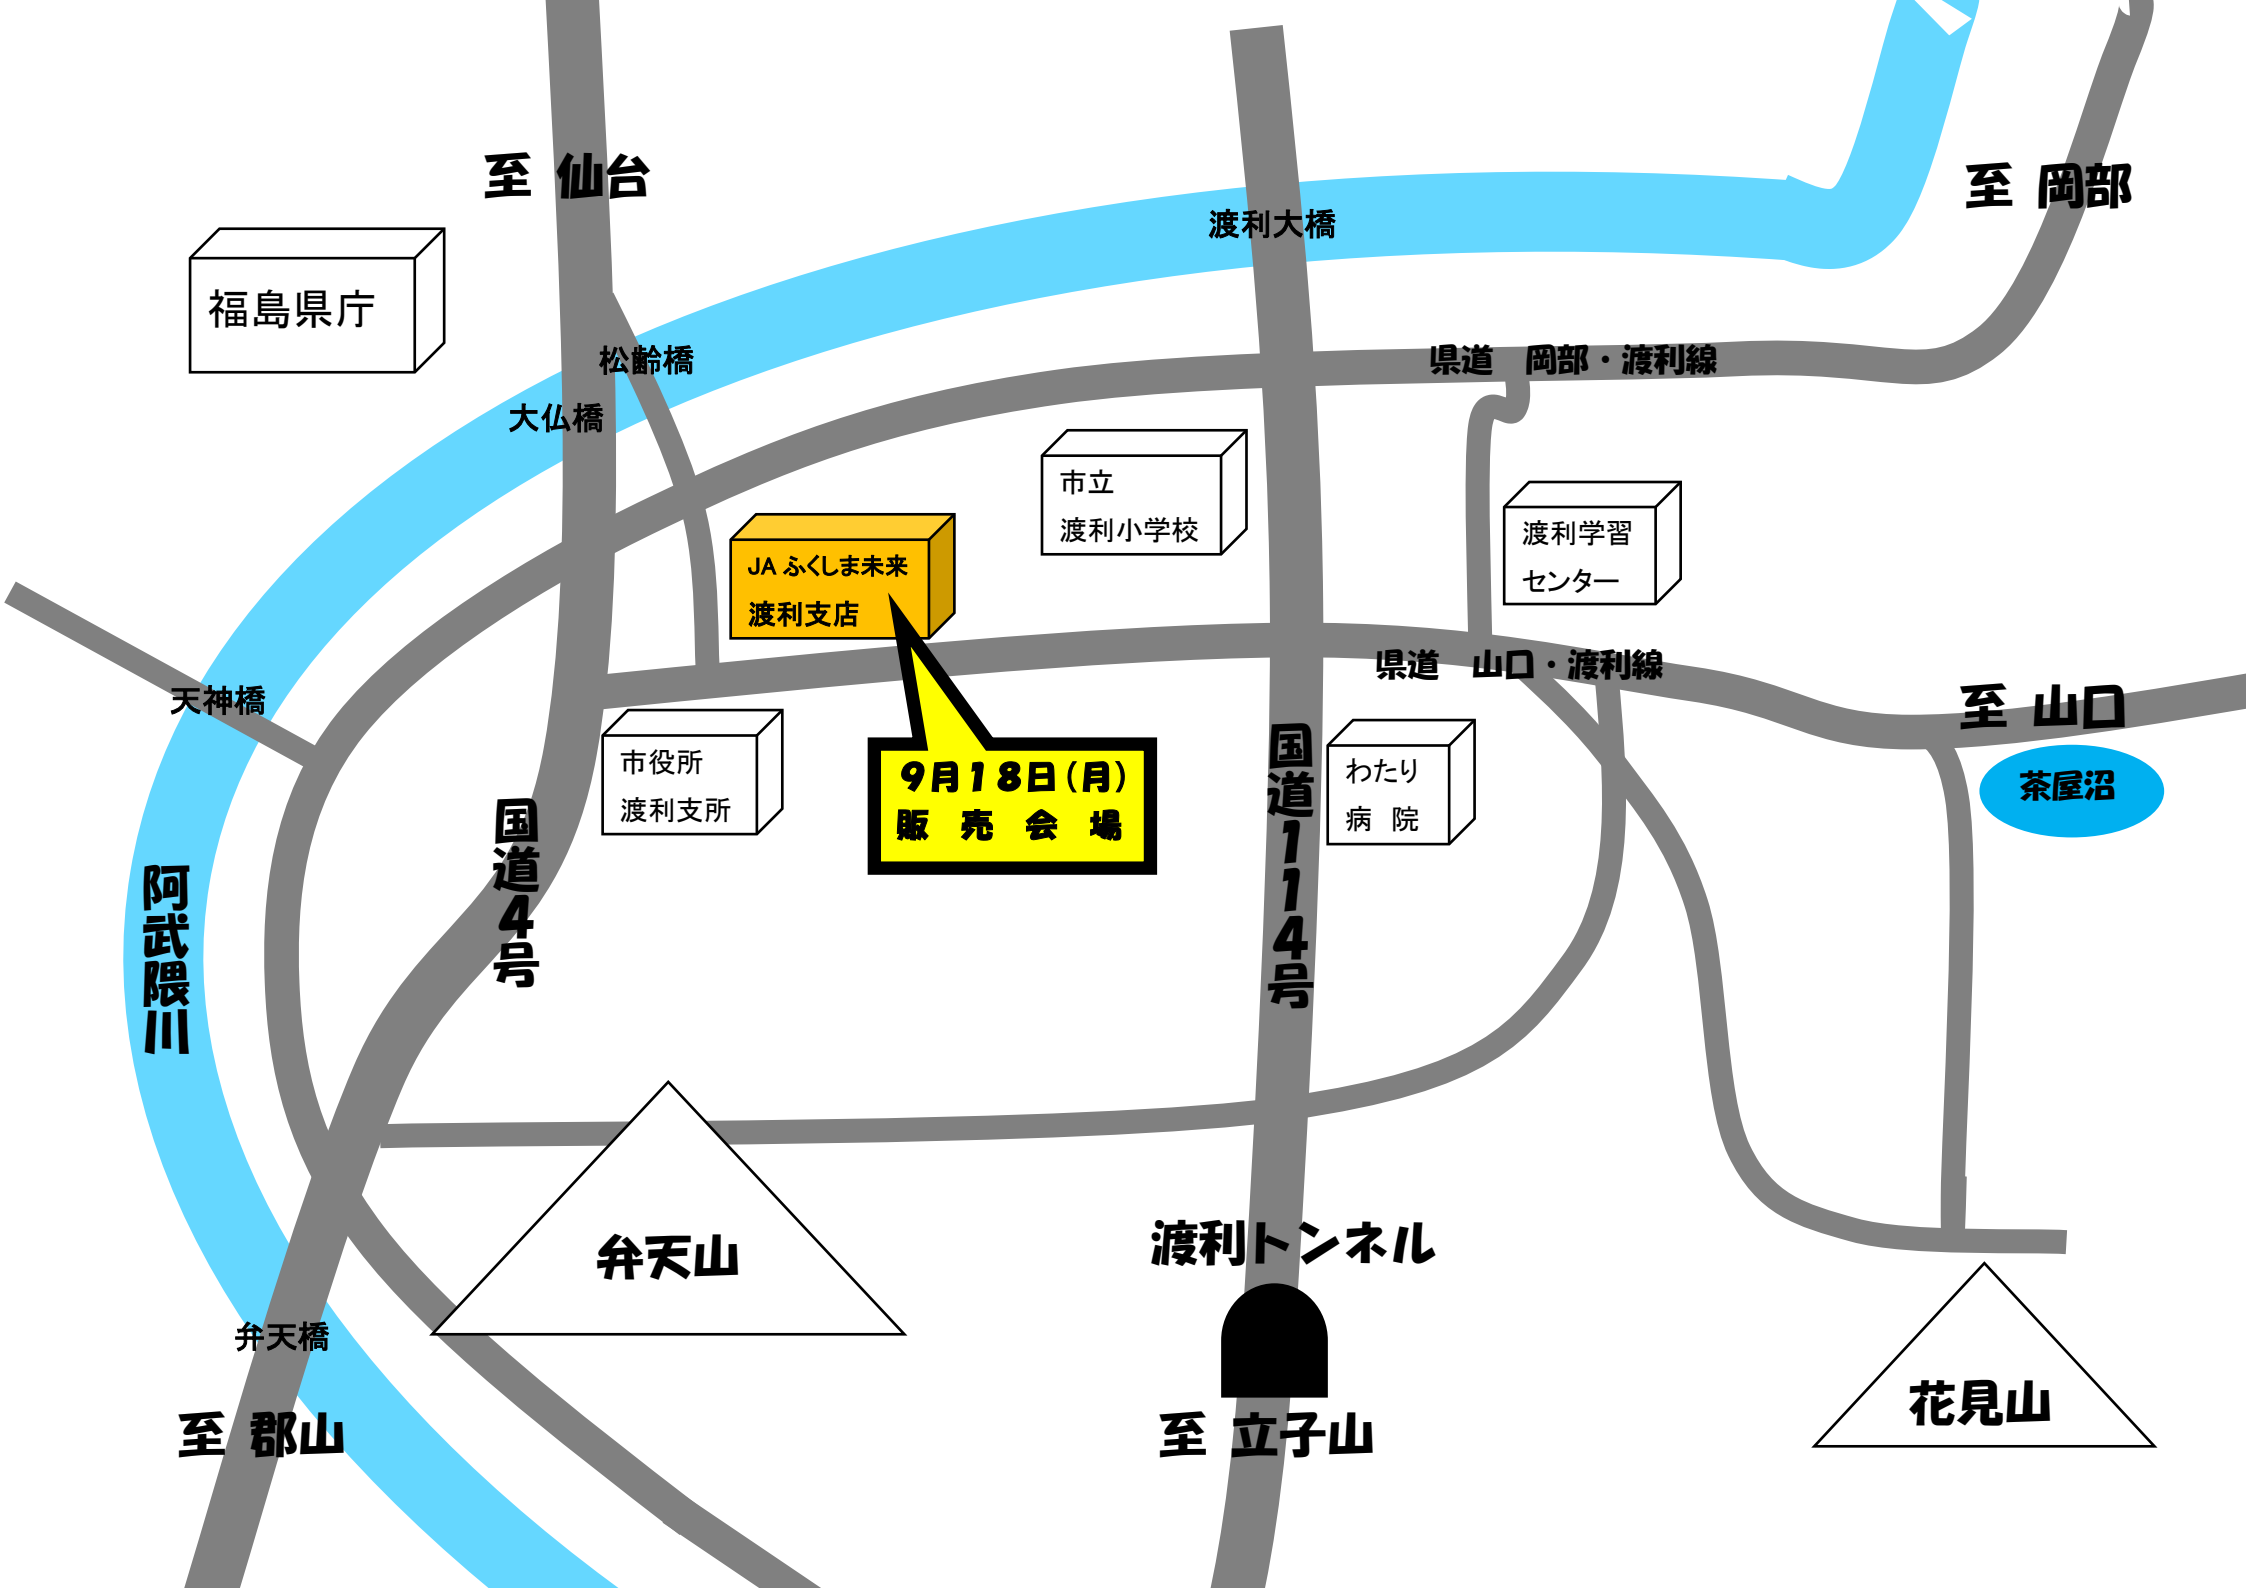 至 仙台
至 岡部
渡利大橋
福島県庁
松齢橋
県道　岡部・渡利線
大仏橋
市立
渡利小学校
渡利学習
センター
JAふくしま未来
渡利支店
県道　山口・渡利線
天神橋
至 山口
市役所
渡利支所
国道114号
わたり
病　院
茶屋沼
9月18日(月)
販　売　会　場
国道4号
阿武隈川
渡利トンネル
弁天山
弁天橋
花見山
至 郡山
至 立子山